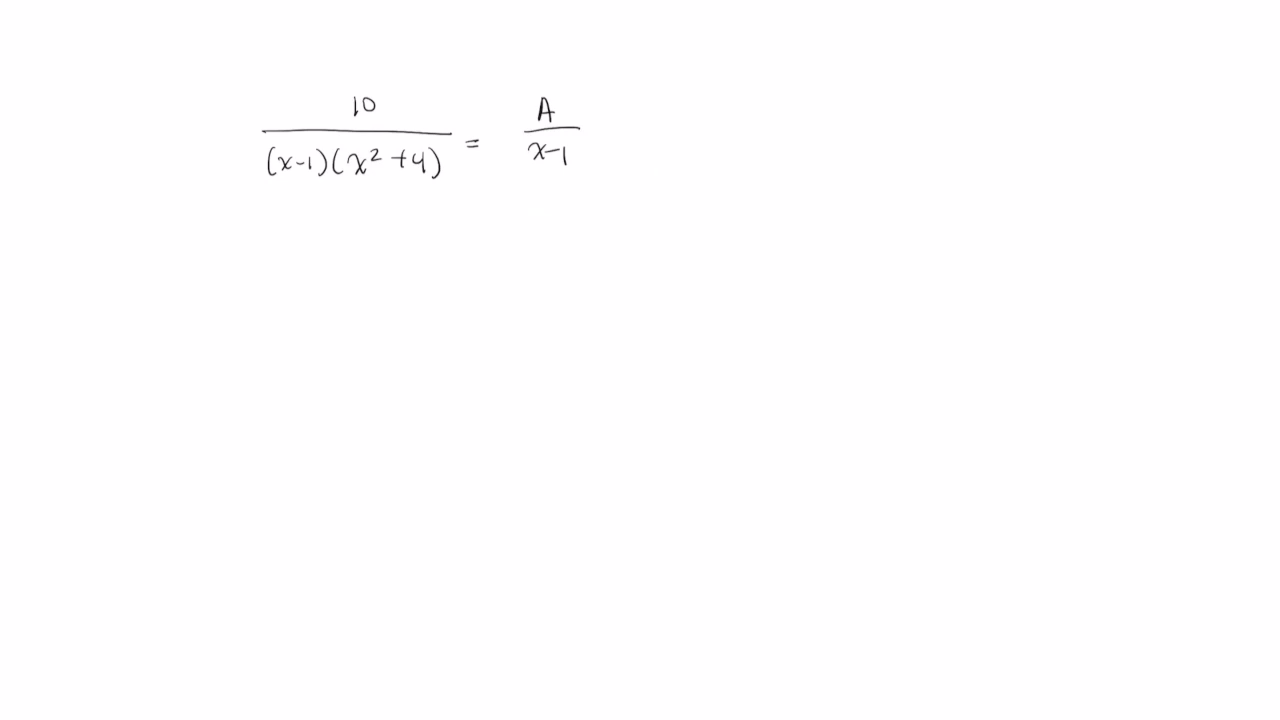 10 / (x-1)(x² +4) = A / x-1